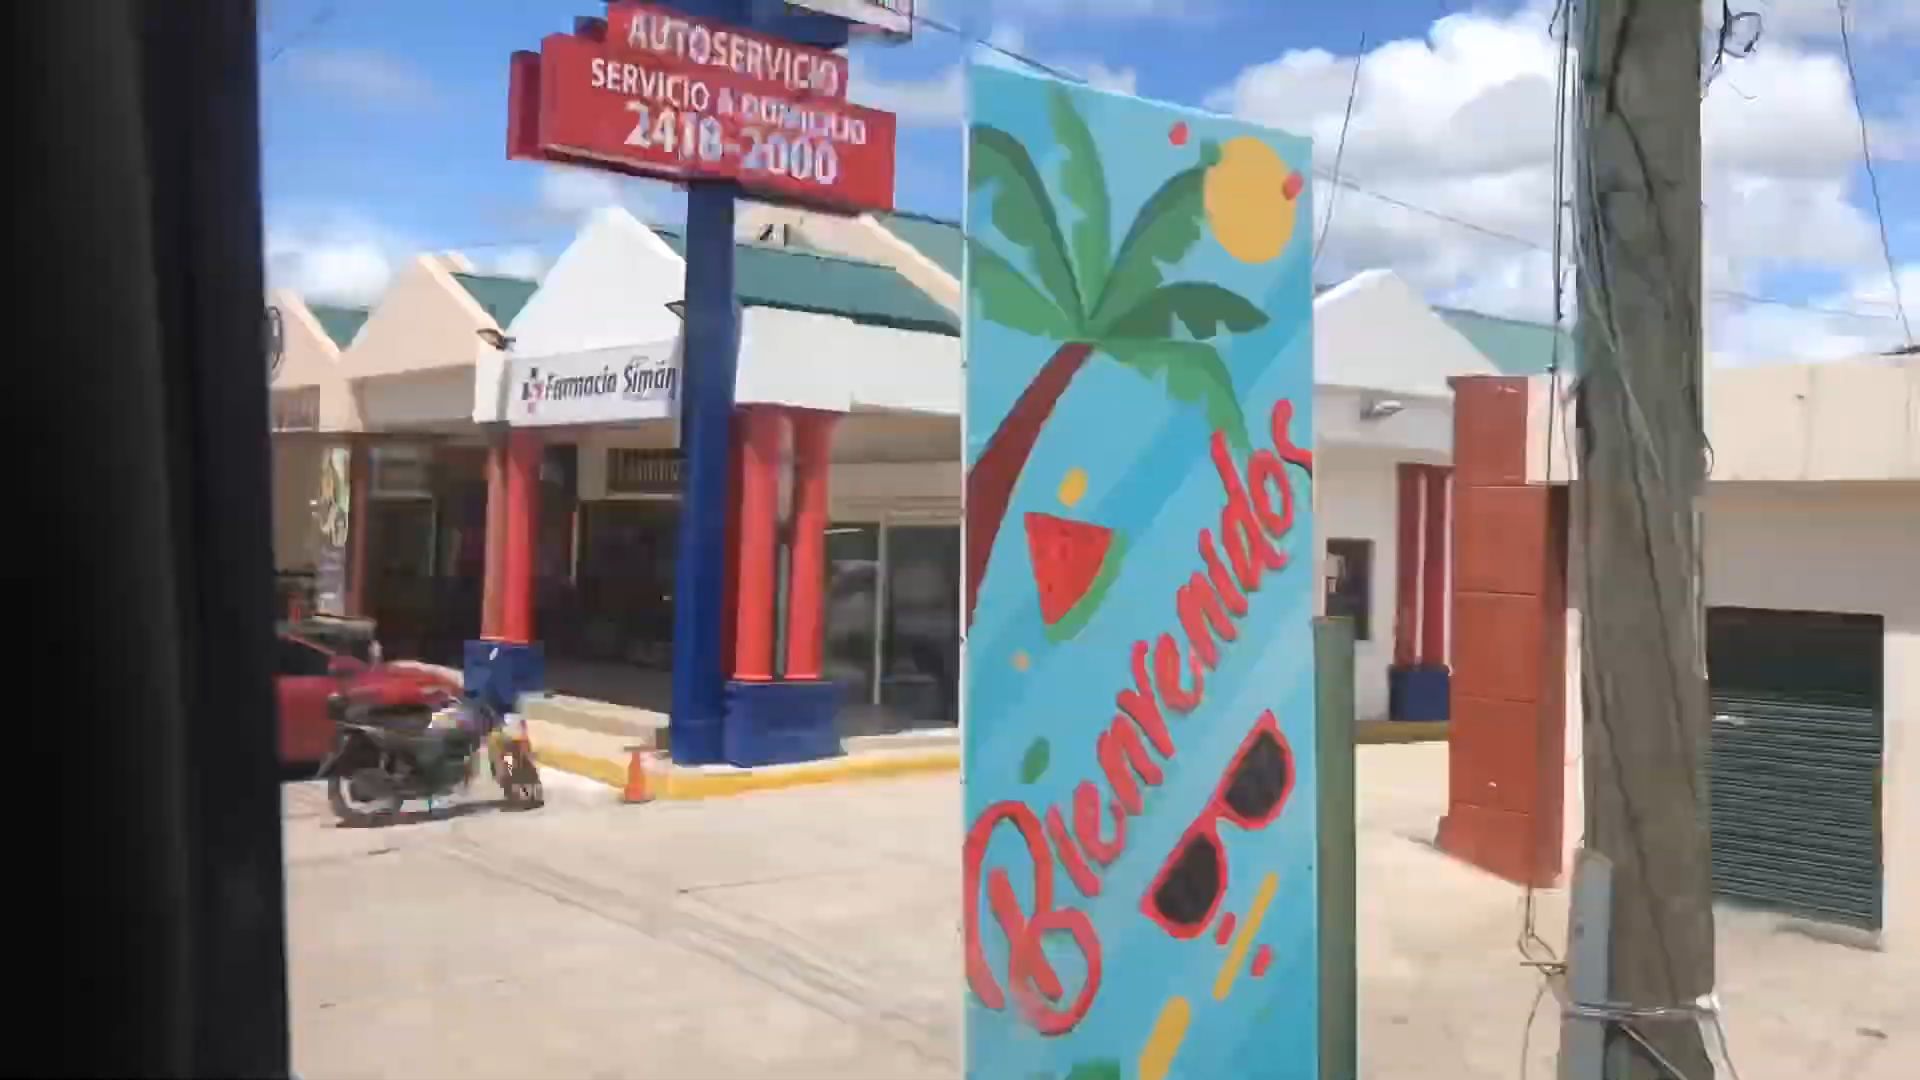 AUTOSERVICIO
SERVICIO A DOMICILIO
2418-2000
Farmacia Simán
Bienvenidos